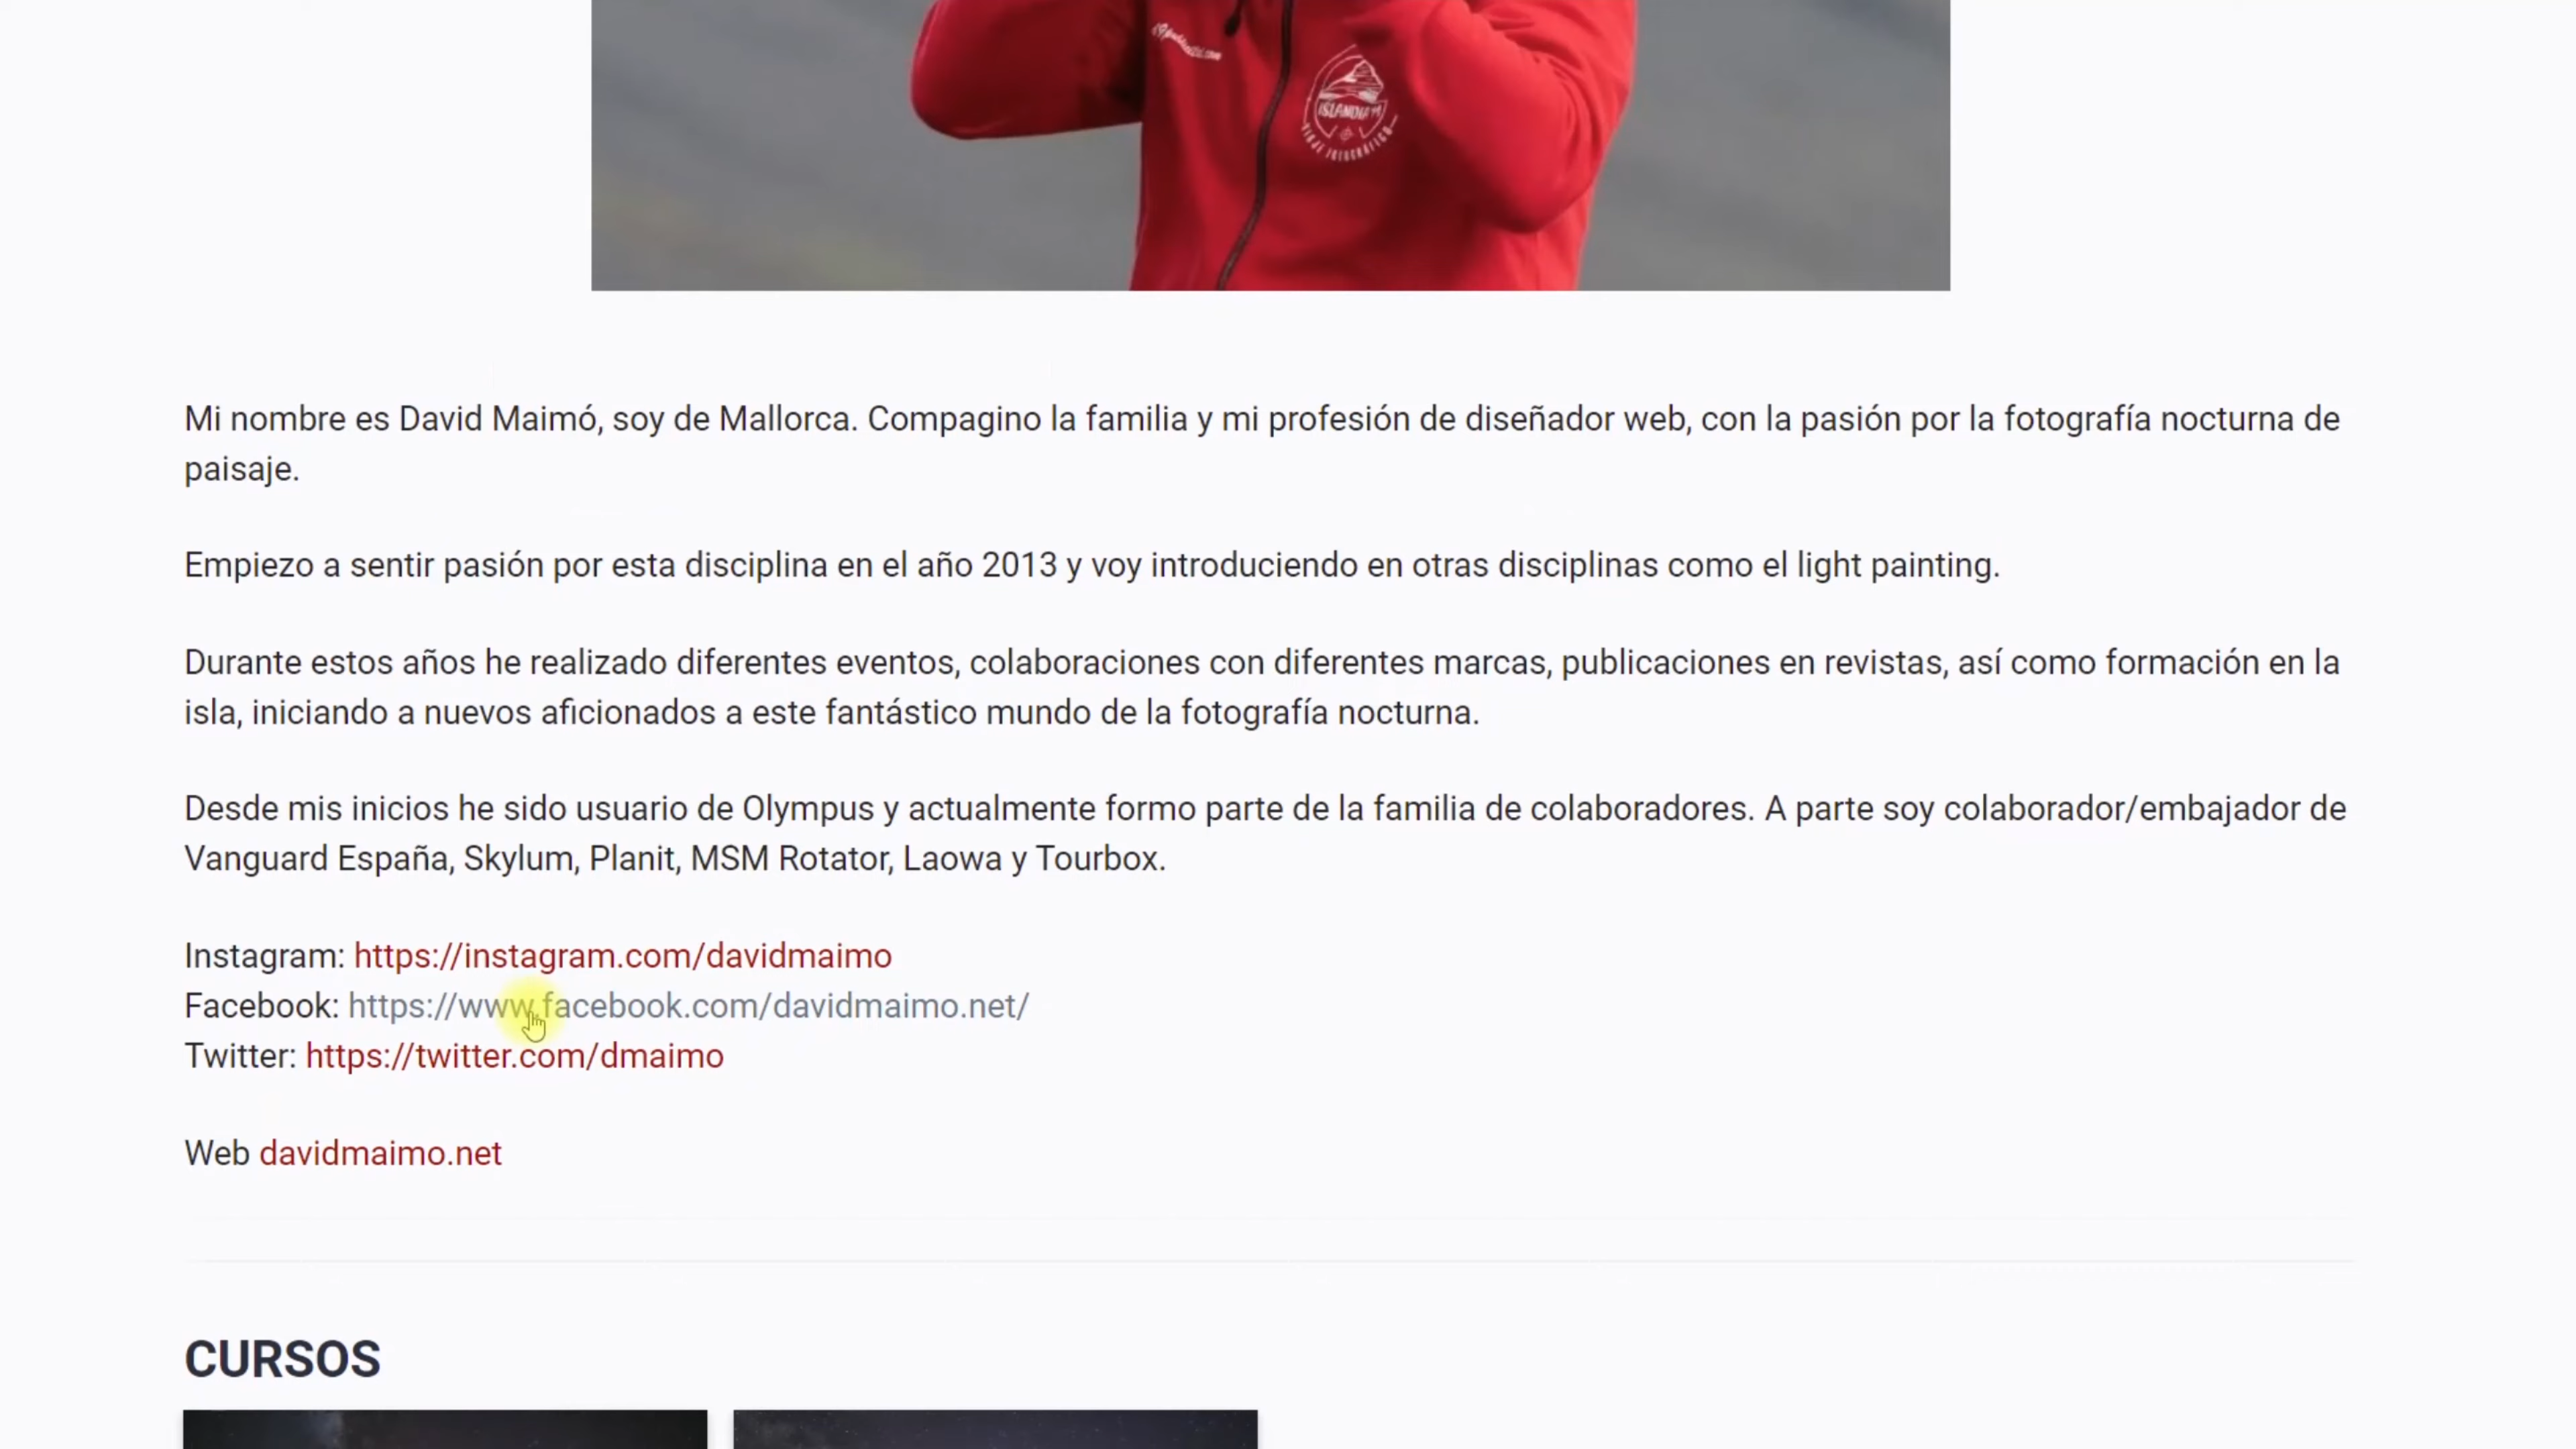 ISLANDIA
VIAJE FOTOGRÁFICO
Mi nombre es David Maimó, soy de Mallorca. Compagino la familia y mi profesión de diseñador web, con la pasión por la fotografía nocturna de
paisaje.
Empiezo a sentir pasión por esta disciplina en el año 2013 y voy introduciendo en otras disciplinas como el light painting.
Durante estos años he realizado diferentes eventos, colaboraciones con diferentes marcas, publicaciones en revistas, así como formación en la
isla, iniciando a nuevos aficionados a este fantástico mundo de la fotografía nocturna.
Desde mis inicios he sido usuario de Olympus y actualmente formo parte de la familia de colaboradores. A parte soy colaborador/embajador de
Vanguard España, Skylum, Planit, MSM Rotator, Laowa y Tourbox.
Instagram: https://instagram.com/davidmaimo
Facebook: https://www.facebook.com/davidmaimo.net/
Twitter: https://twitter.com/dmaimo
Web davidmaimo.net
CURSOS